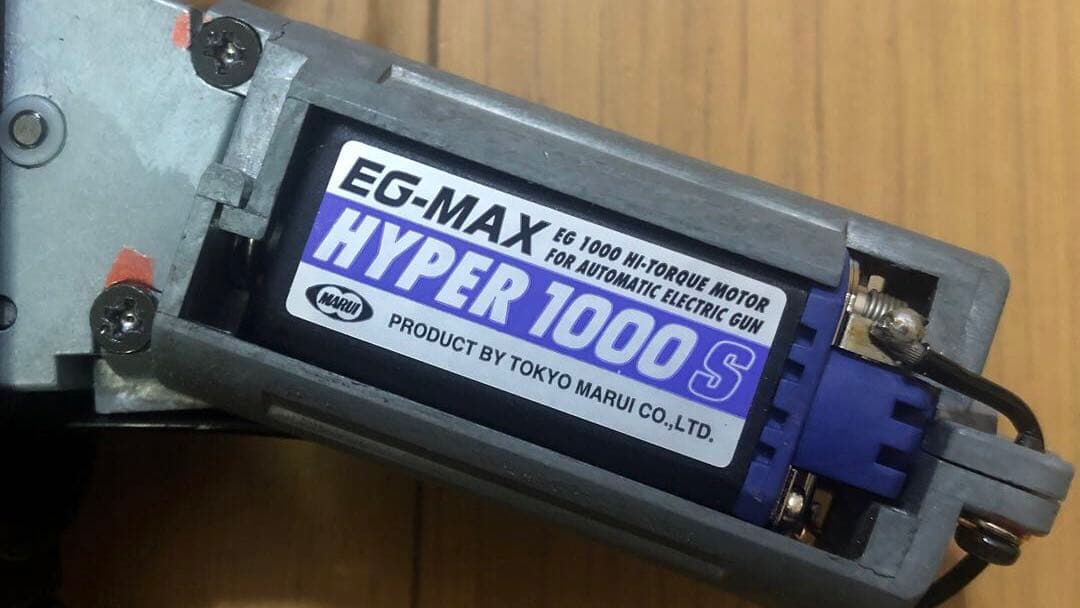 EG-MAX
EG 1000 HI-TORQUE MOTOR
FOR AUTOMATIC ELECTRIC GUN
HYPER 1000 S
MARUI
PRODUCT BY TOKYO MARUI CO.,LTD.